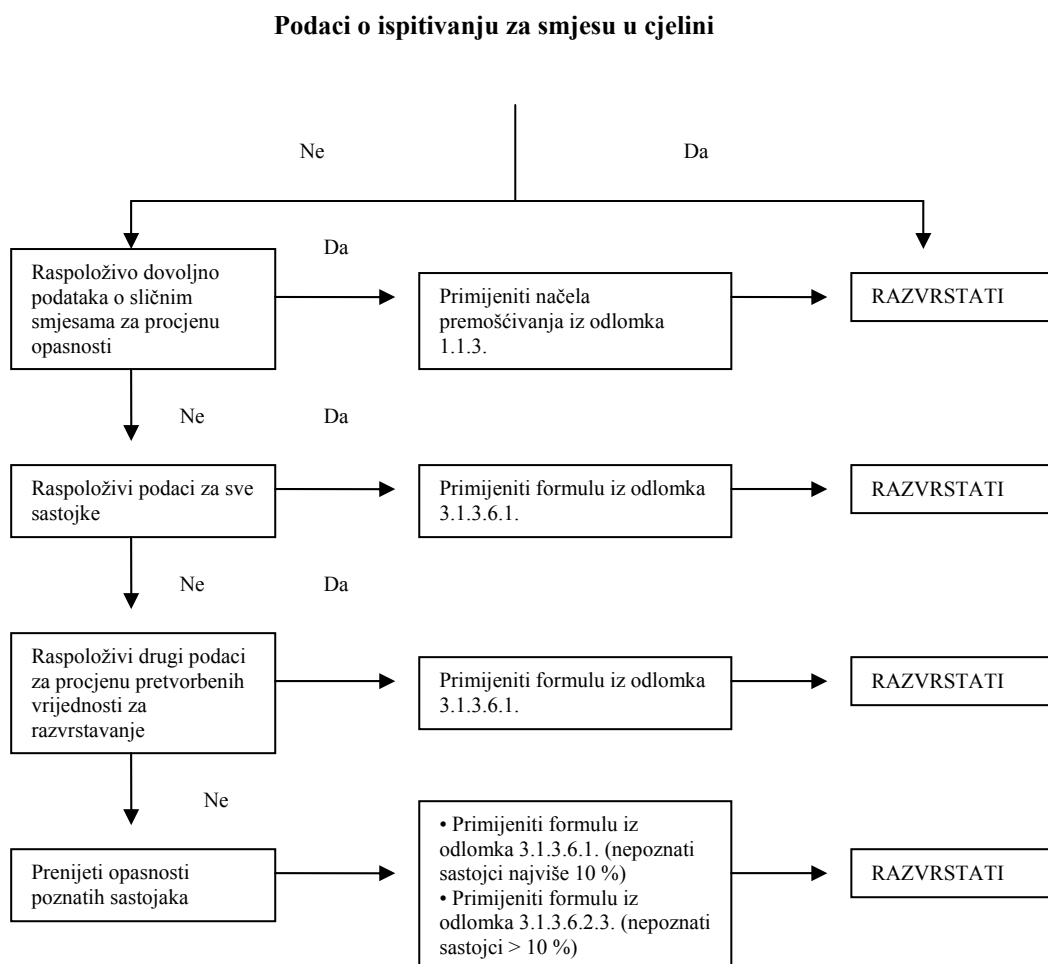 Podaci o ispitivanju za smjesu u cjelini
Ne
Da
Raspoloživo dovoljno
podataka o sličnim
smjesama za procjenu
opasnosti
Da
Primijeniti načela
premošćivanja iz odlomka
1.1.3.
RAZVRSTATI
Ne
Da
Raspoloživi podaci za sve
sastojke
Primijeniti formulu iz odlomka
3.1.3.6.1.
RAZVRSTATI
Ne
Da
Raspoloživi drugi podaci
za procjenu pretvorbenih
vrijednosti za
razvrstavanje
Primijeniti formulu iz odlomka
3.1.3.6.1.
RAZVRSTATI
Ne
Prenijeti opasnosti
poznatih sastojaka
• Primijeniti formulu iz
odlomka 3.1.3.6.1. (nepoznati
sastojci najviše 10 %)
• Primijeniti formulu iz
odlomka 3.1.3.6.2.3. (nepoznati
sastojci > 10 %)
RAZVRSTATI